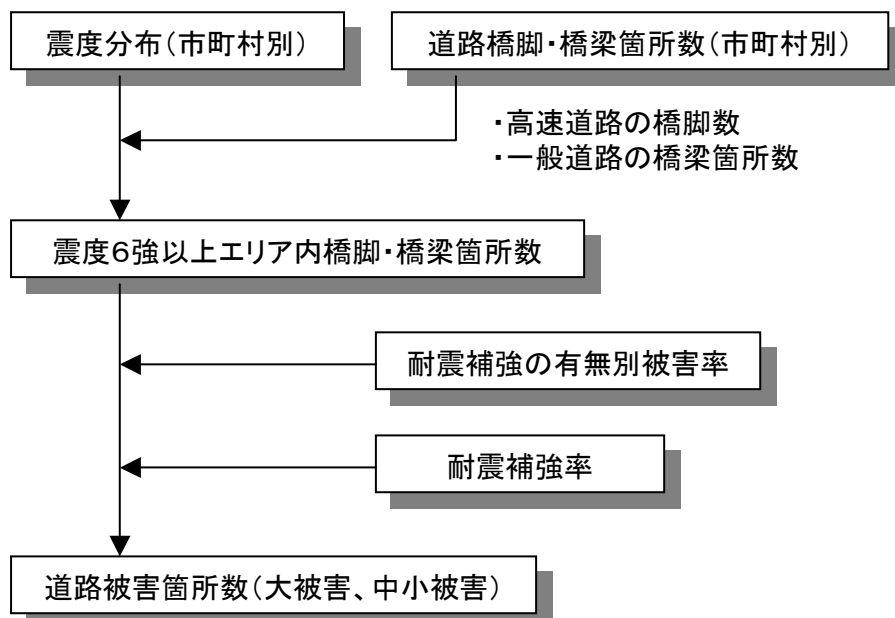 震度分布（市町村別）
道路橋脚・橋梁箇所数（市町村別）
・高速道路の橋脚数
・一般道路の橋梁箇所数
震度６強以上エリア内橋脚・橋梁箇所数
耐震補強の有無別被害率
耐震補強率
道路被害箇所数（大被害、中小被害）